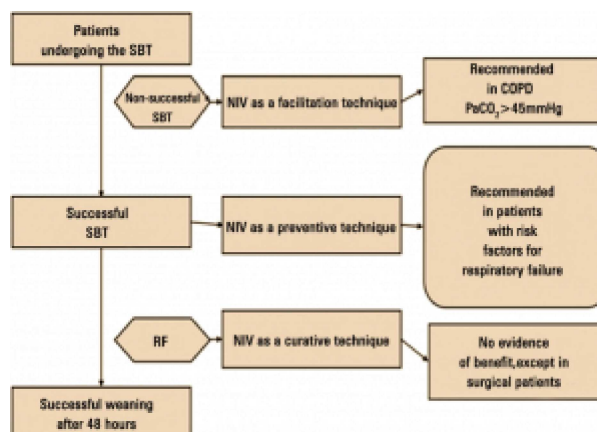 Patients
undergoing the SBT
Non-successful
SBT
NIV as a facilitation technique
Recommended
in COPD
PaCO2>45mmHg
Successful
SBT
NIV as a preventive technique
Recommended
in patients
with risk
factors for
respiratory failure
RF
NIV as a curative technique
No evidence
of benefit,except in
surgical patients
Successful weaning
after 48 hours